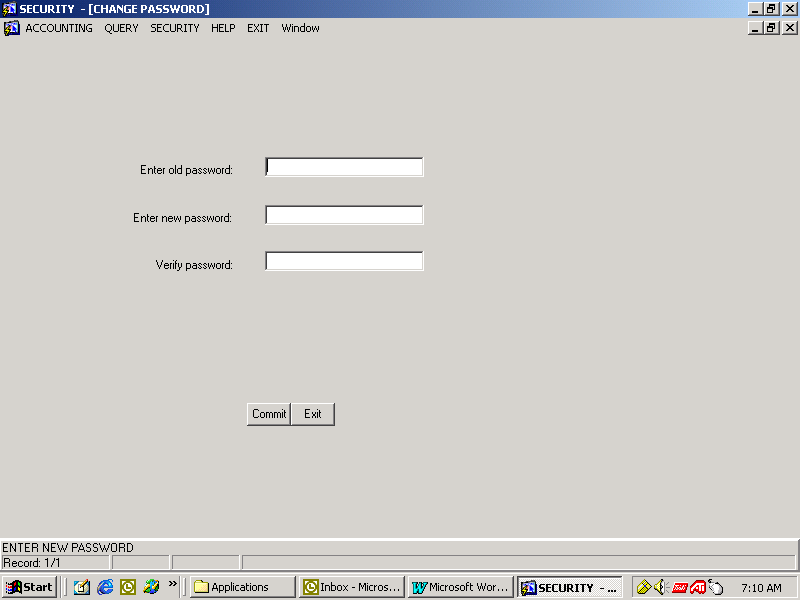 SECURITY - [CHANGE PASSWORD]
ACCOUNTING QUERY SECURITY HELP EXIT Window
Enter old password:
Enter new password:
Verify password:
Commit Exit
ENTER NEW PASSWORD
Record: 1/1
Start » Applications Inbox - Micros... Microsoft Wor... SECURITY - ... 7:10 AM